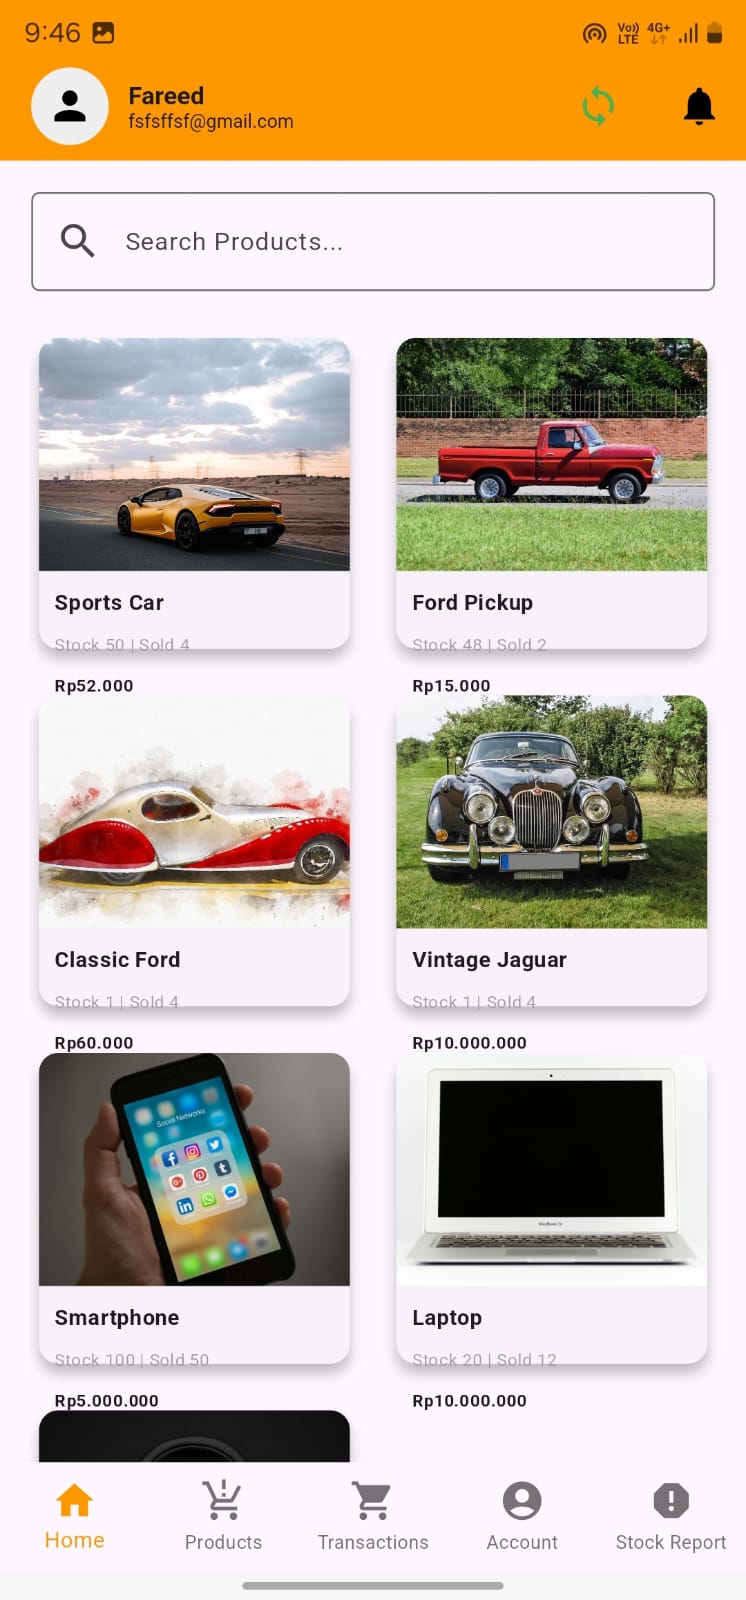 9:46
Vo))
LTE
4G+
Fareed
fsfsffsf@gmail.com
Search Products...
Sports Car
Stock 50 | Sold 4
Rp52.000
Ford Pickup
Stock 48 | Sold 2
Rp15.000
Classic Ford
Stock 1 | Sold 4
Rp60.000
Vintage Jaguar
Stock 1 | Sold 4
Rp10.000.000
Social Networks
Smartphone
Stock 100 | Sold 50
Rp5.000.000
Laptop
Stock 20 | Sold 12
Rp10.000.000
Home
Products
Transactions
Account
Stock Report